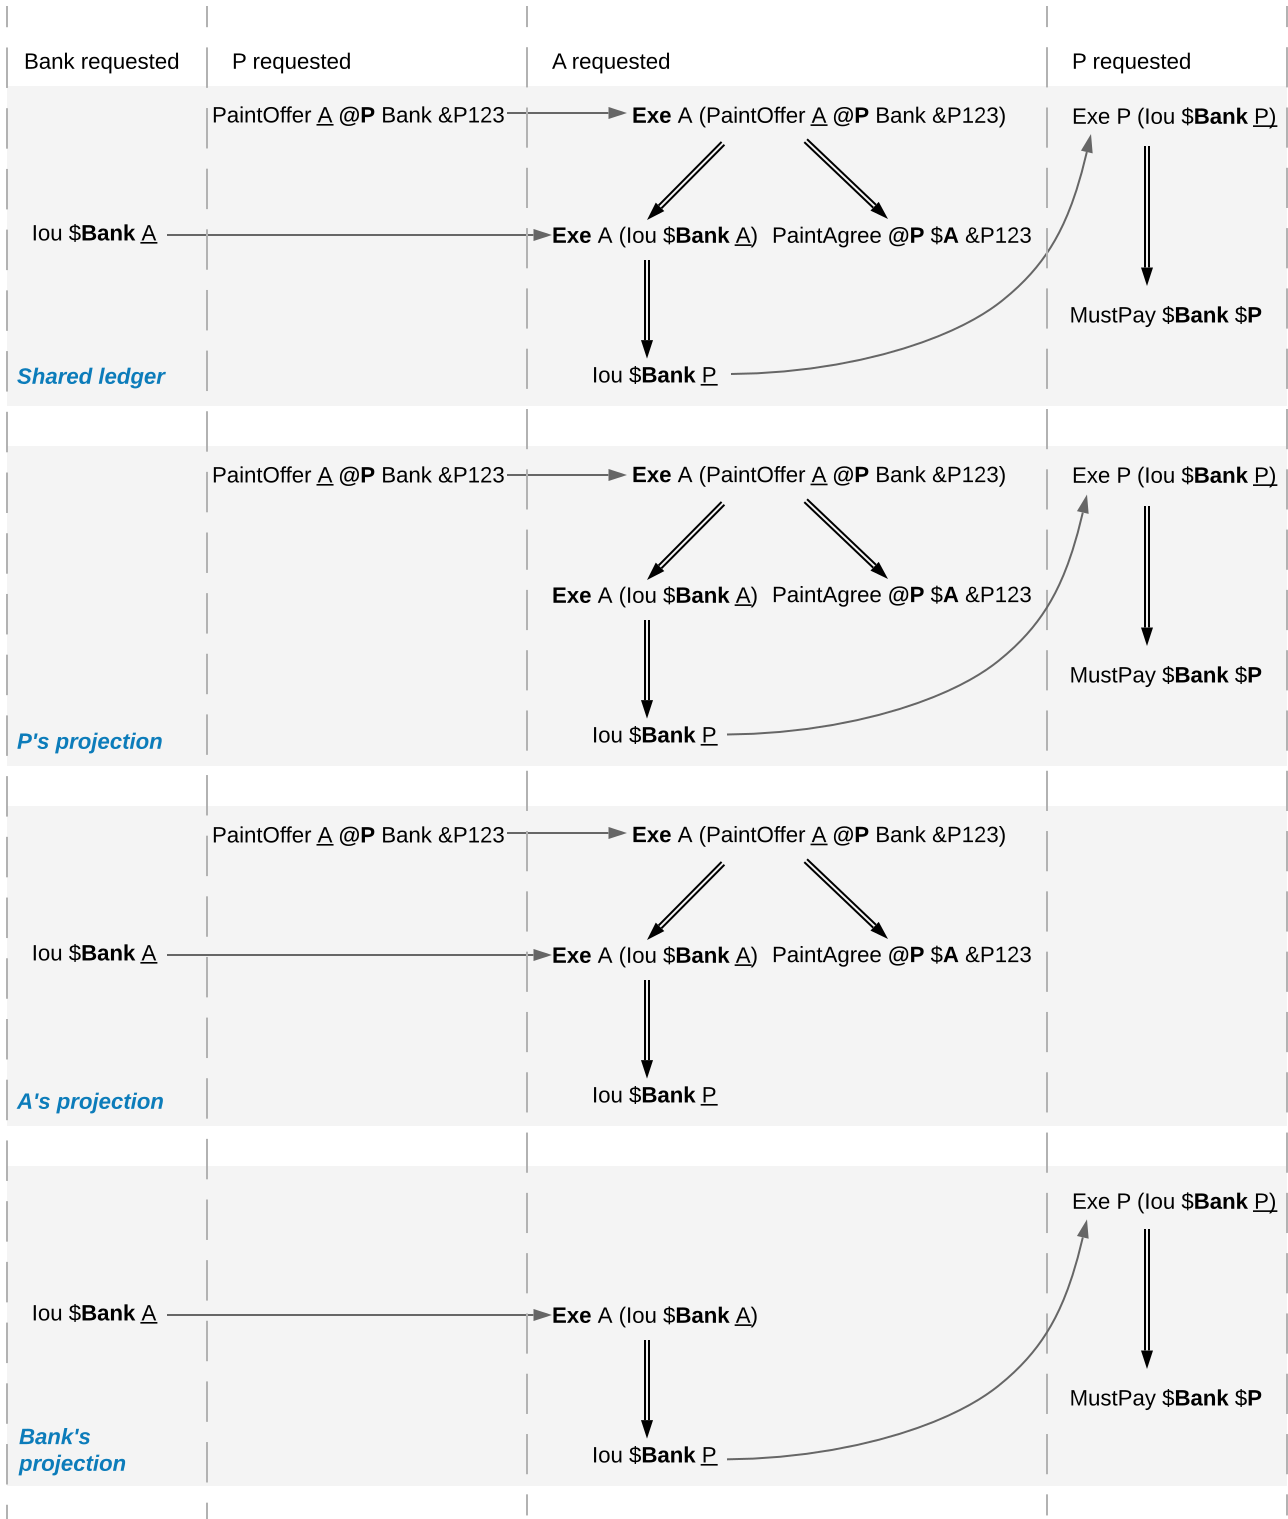 Bank requested
P requested
A requested
P requested
PaintOffer A @P Bank &P123
Exe A (PaintOffer A @P Bank &P123)
Exe P (Iou $Bank P)
Iou $Bank A
Exe A (Iou $Bank A)
PaintAgree @P $A &P123
MustPay $Bank $P
Shared ledger
Iou $Bank P
PaintOffer A @P Bank &P123
Exe A (PaintOffer A @P Bank &P123)
Exe P (Iou $Bank P)
Exe A (Iou $Bank A)
PaintAgree @P $A &P123
MustPay $Bank $P
P's projection
Iou $Bank P
PaintOffer A @P Bank &P123
Exe A (PaintOffer A @P Bank &P123)
Iou $Bank A
Exe A (Iou $Bank A)
PaintAgree @P $A &P123
A's projection
Iou $Bank P
Exe P (Iou $Bank P)
Iou $Bank A
Exe A (Iou $Bank A)
MustPay $Bank $P
Bank's
projection
Iou $Bank P